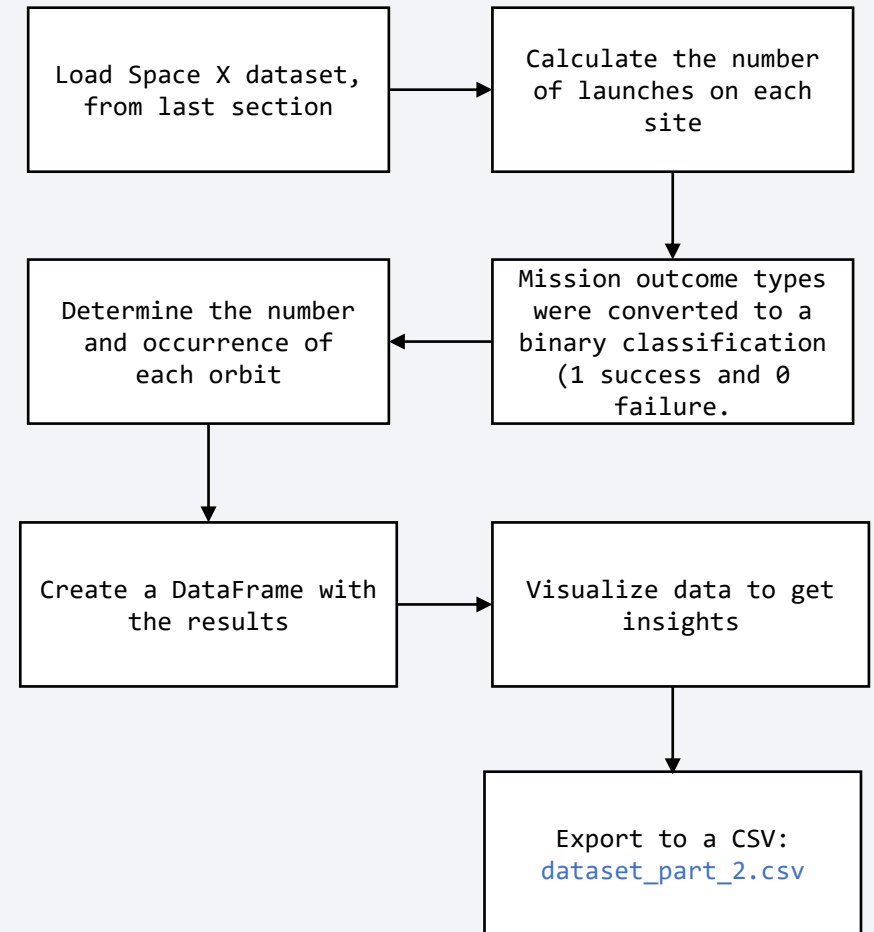 Load Space X dataset,
from last section
Calculate the number
of launches on each
site
Mission outcome types
were converted to a
binary classification
(1 success and 0
failure.
Determine the number
and occurrence of
each orbit
Create a DataFrame with
the results
Visualize data to get
insights
Export to a CSV:
dataset_part_2.csv